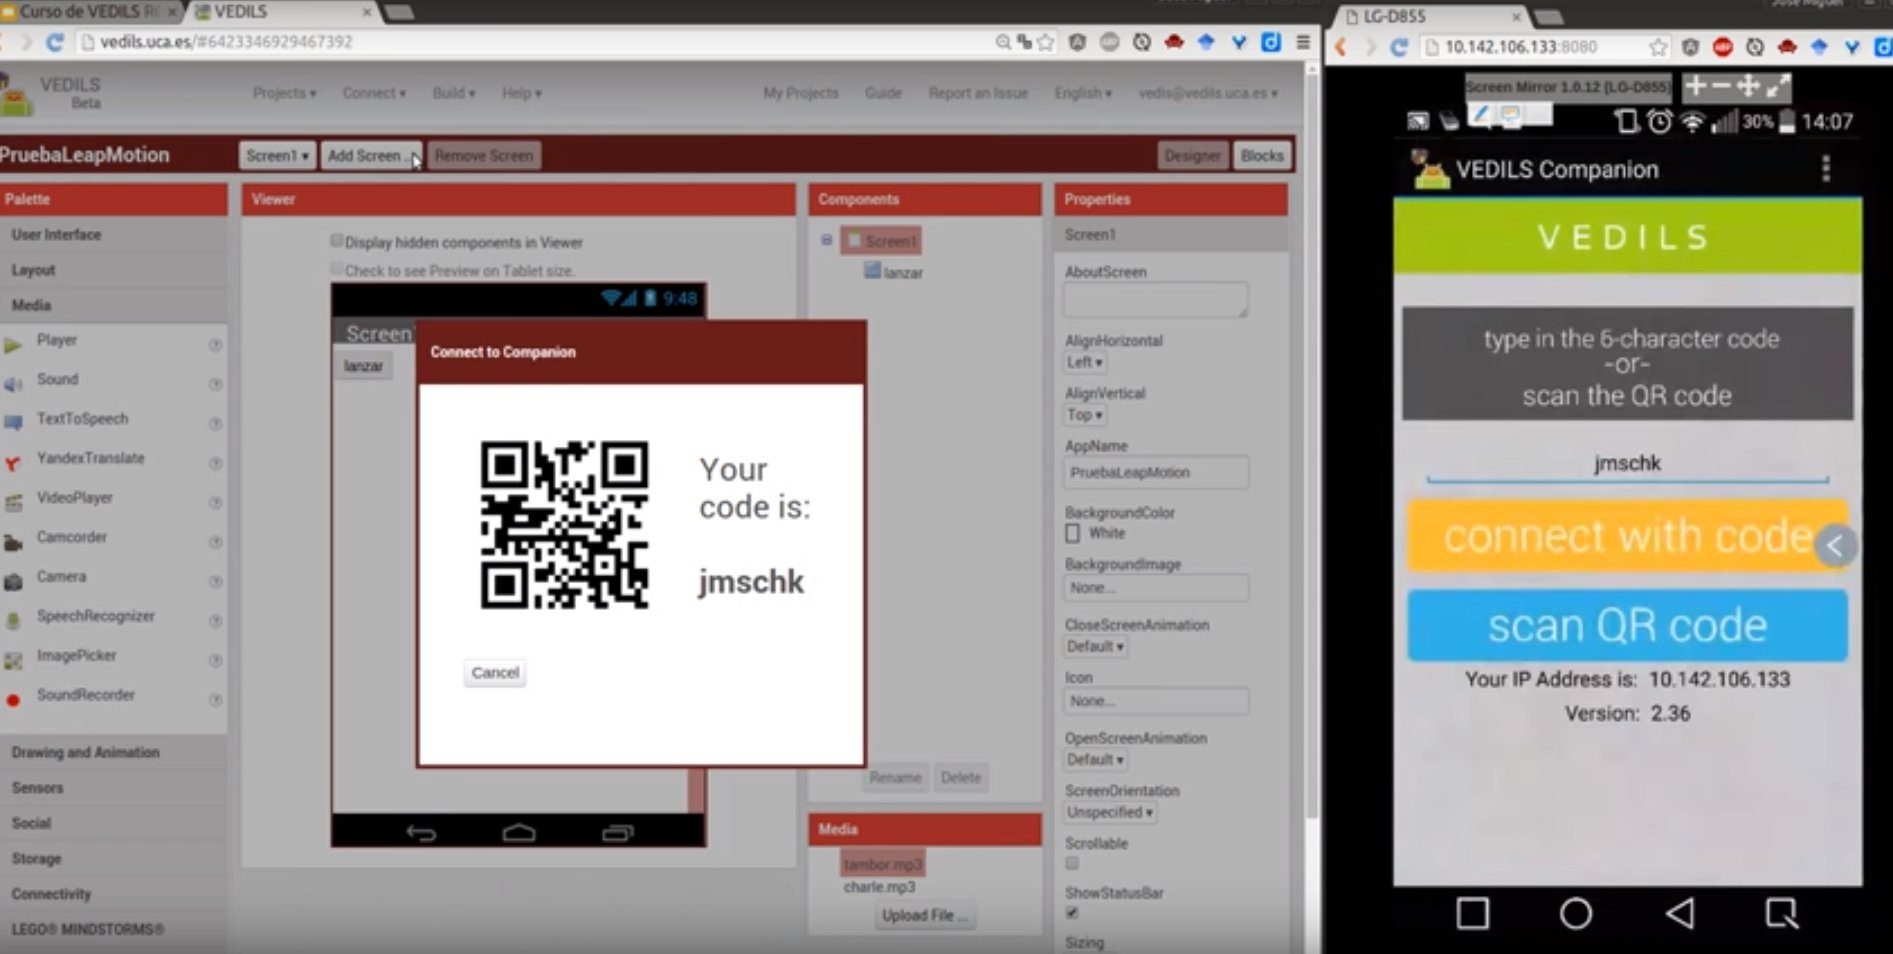 Curso de VEDILS
VEDILS
vedils.uca.es/#6423346929467392
VEDILS
Beta
Projects
Connect
Build
Help
My Projects
Guide
Report an Issue
English
vedis@vedils.uca.es
PruebaLeapMotion
Screen1
Add Screen ...
Remove Screen
Designer
Blocks
Palette
User Interface
Layout
Media
Player
Sound
TextToSpeech
YandexTranslate
VideoPlayer
Camcorder
Camera
SpeechRecognizer
ImagePicker
SoundRecorder
Drawing and Animation
Sensors
Social
Storage
Connectivity
LEGO® MINDSTORMS®
Viewer
Display hidden components in Viewer
Check to see Preview on Tablet size.
9:48
Screen1
lanzar
Connect to Companion
Your
code is:
jmschk
Cancel
Components
Screen1
lanzar
Rename
Delete
Media
tambor.mp3
charle.mp3
Upload File ...
Properties
Screen1
AboutScreen
AlignHorizontal
Left
AlignVertical
Top
AppName
PruebaLeapMotion
BackgroundColor
White
BackgroundImage
None...
CloseScreenAnimation
Default
Icon
None...
OpenScreenAnimation
Default
ScreenOrientation
Unspecified
Scrollable
ShowStatusBar
Sizing
LG-D855
10.142.106.133:8080
Screen Mirror 1.0.12 (LG-D855)
30%
14:07
VEDILS Companion
VEDILS
type in the 6-character code
-or-
scan the QR code
jmschk
connect with code
scan QR code
Your IP Address is: 10.142.106.133
Version: 2.36